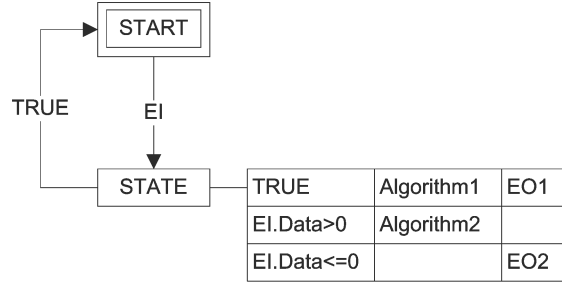 START
TRUE
EI
STATE
TRUE Algorithm1 EO1
EI.Data>0 Algorithm2
EI.Data<=0 EO2